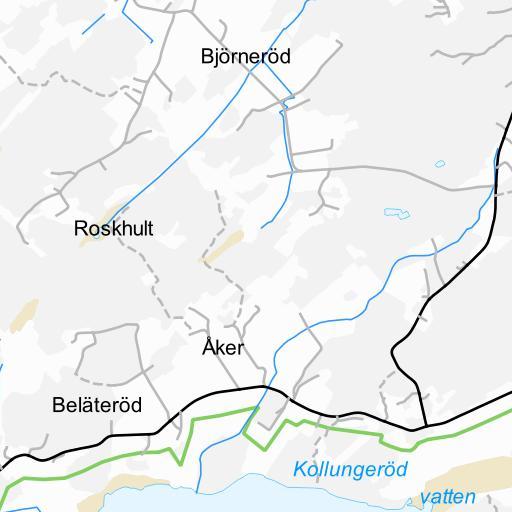 Björneröd
Roskhult
Åker
Beläteröd
Kollungeröd
vatten